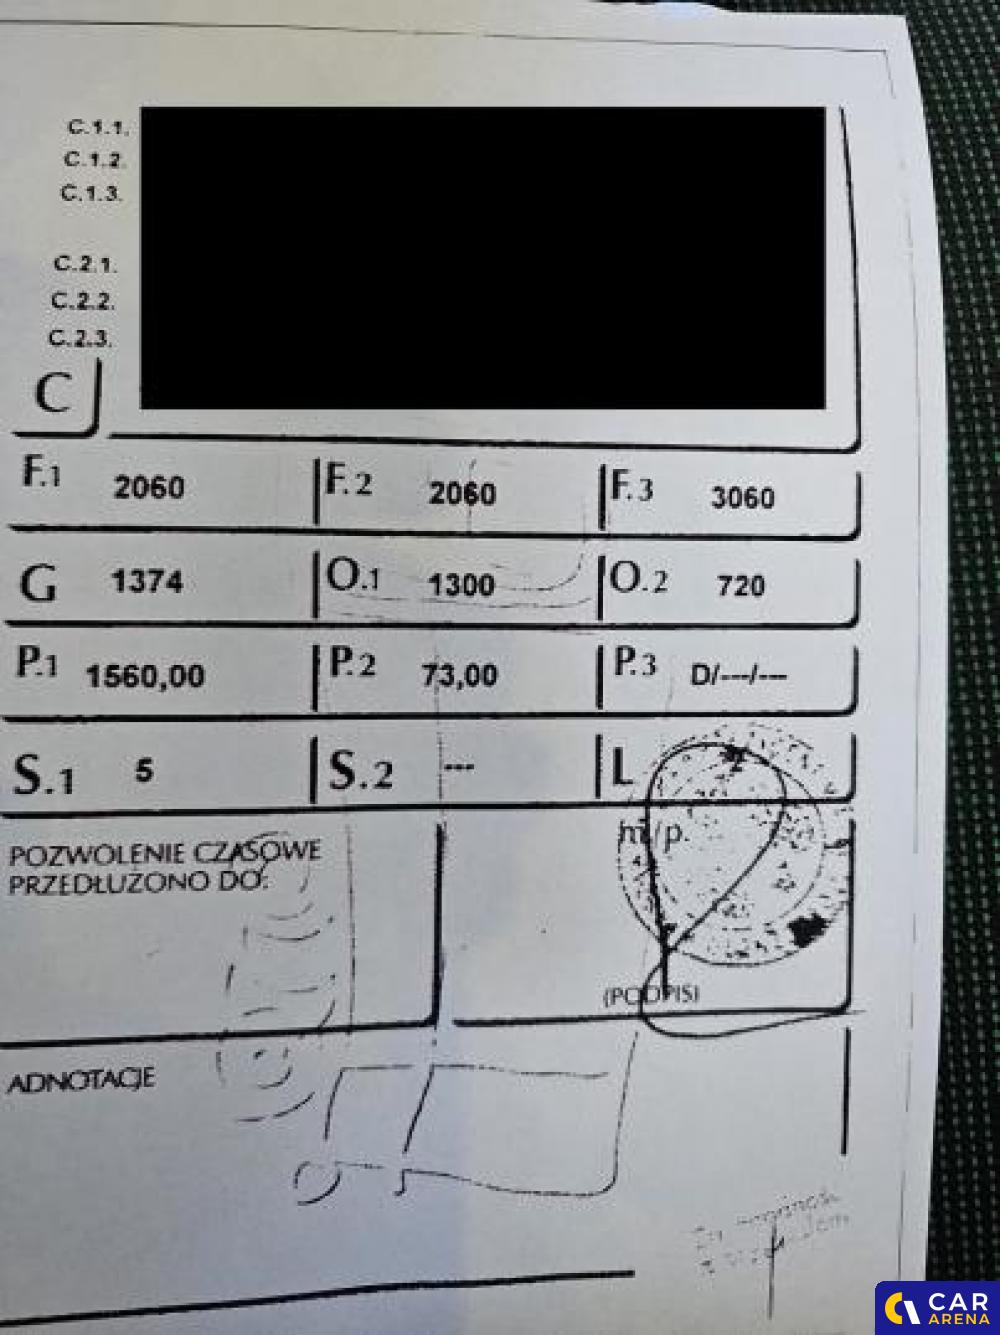 C.1.1.
C.1.2.
C.1.3.
C.2.1.
C.2.2.
C.2.3.
C
F.1 2060 F.2 2060 F.3 3060
G 1374 O.1 1300 O.2 720
P.1 1560,00 P.2 73,00 P.3 D/---/---
S.1 5 S.2 --- L
m/p.
POZWOLENIE CZASOWE
PRZEDŁUŻONO DO:
(PODPIS)
ADNOTACJE
CAR
ARENA